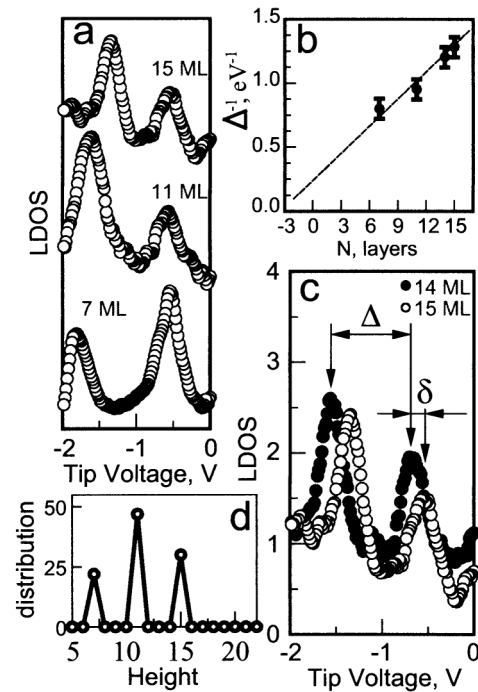 a
15 ML
11 ML
7 ML
LDOS
-2 -1 0
Tip Voltage, V
b
1.5
1.0
0.5
0.0
Δ⁻¹, eV⁻¹
-3 0 3 6 9 12 15
N, layers
c
14 ML
15 ML
Δ
δ
4
3
2
1
0
LDOS
-2 -1 0
Tip Voltage, V
d
50
25
0
distribution
5 10 15 20
Height